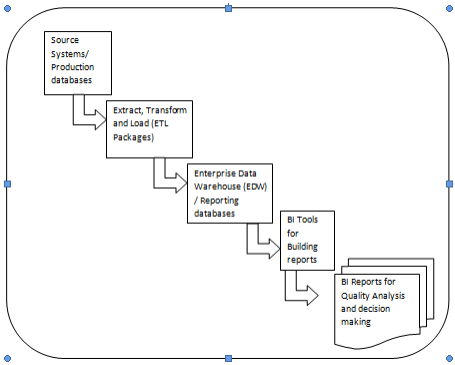 Source
Systems/
Production
databases
Extract, Transform
and Load (ETL
Packages)
Enterprise Data
Warehouse (EDW)
/ Reporting
databases
BI Tools
for
Building
reports
BI Reports for
Quality Analysis
and decision
making